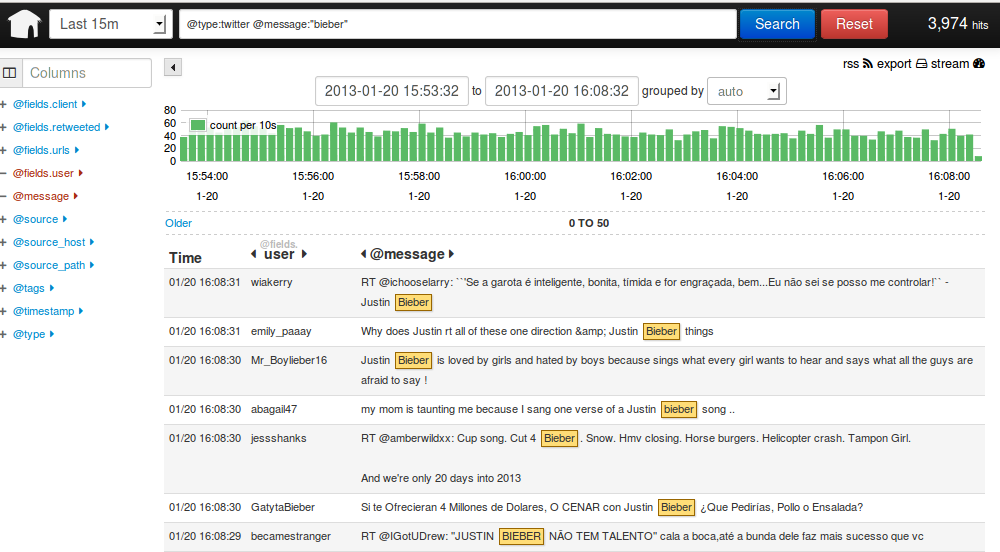 Last 15m @type:twitter @message:"bieber" Search Reset 3,974 hits
Columns
rss export stream
2013-01-20 15:53:32 to 2013-01-20 16:08:32 grouped by auto
@fields.client
@fields.retweeted
@fields.urls
@fields.user
@message
@source
@source_host
@source_path
@tags
@timestamp
@type
80
60
40
20
0
count per 10s
15:54:00 15:56:00 15:58:00 16:00:00 16:02:00 16:04:00 16:06:00 16:08:00
1-20 1-20 1-20 1-20 1-20 1-20 1-20 1-20
Older 0 TO 50
@fields.
Time user @message
01/20 16:08:31 wiakerry RT @ichooselarry: ``'Se a garota é inteligente, bonita, tímida e for engraçada, bem...Eu não sei se posso me controlar!`` -
Justin Bieber
01/20 16:08:31 emily_paaay Why does Justin rt all of these one direction &amp; Justin Bieber things
01/20 16:08:30 Mr_Boylieber16 Justin Bieber is loved by girls and hated by boys because sings what every girl wants to hear and says what all the guys are
afraid to say !
01/20 16:08:30 abagail47 my mom is taunting me because I sang one verse of a Justin bieber song ..
01/20 16:08:30 jessshanks RT @amberwildxx: Cup song. Cut 4 Bieber. Snow. Hmv closing. Horse burgers. Helicopter crash. Tampon Girl.
And we're only 20 days into 2013
01/20 16:08:30 GatytaBieber Si te Ofrecieran 4 Millones de Dolares, O CENAR con Justin Bieber ¿Que Pedirías, Pollo o Ensalada?
01/20 16:08:29 becamestranger RT @IGotUDrew: "JUSTIN BIEBER NÃO TEM TALENTO" cala a boca,até a bunda dele faz mais sucesso que vc